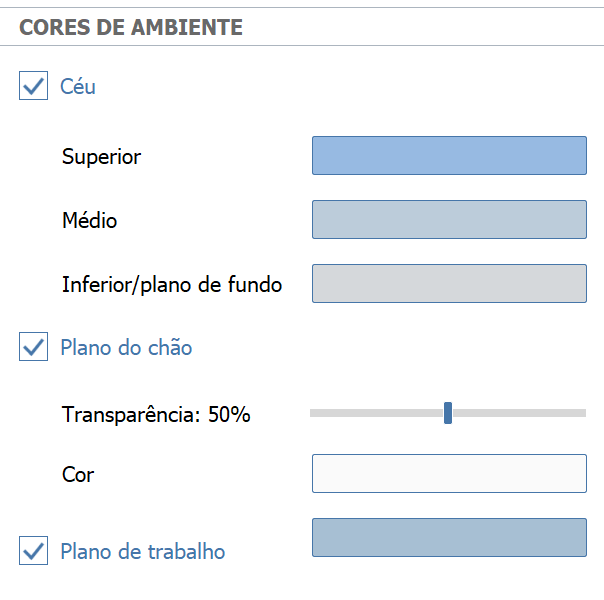 CORES DE AMBIENTE
Céu
Superior
Médio
Inferior/plano de fundo
Plano do chão
Transparência: 50%
Cor
Plano de trabalho